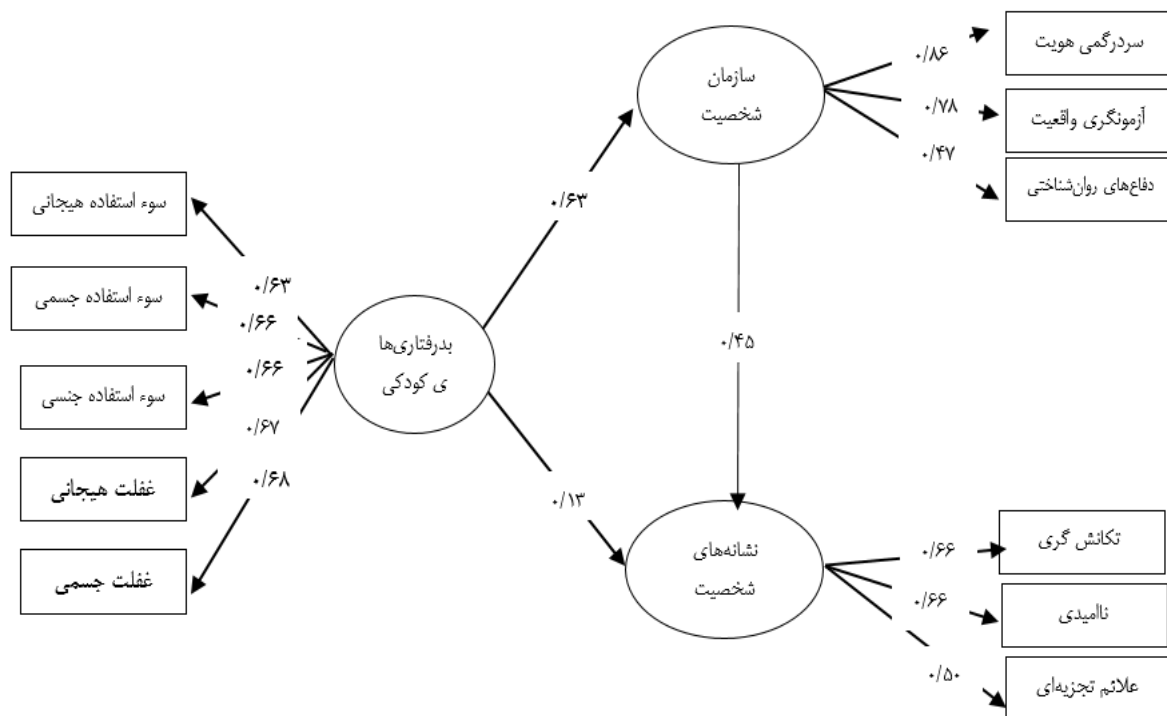 سردرگمی هویت
۰/۸۶
سازمان
شخصیت
آزمونگری واقعیت
۰/۷۸
۰/۴۷
دفاع‌های روان‌شناختی
۰/۶۳
سوء استفاده هیجانی
۰/۶۳
سوء استفاده جسمی
۰/۶۶
بدرفتاری‌ها
ی کودکی
۰/۴۵
۰/۶۶
سوء استفاده جنسی
۰/۶۷
غفلت هیجانی
۰/۶۸
۰/۱۳
غفلت جسمی
نشانه‌های
شخصیت
تکانش گری
۰/۶۶
ناامیدی
۰/۶۶
علائم تجزیه‌ای
۰/۵۰